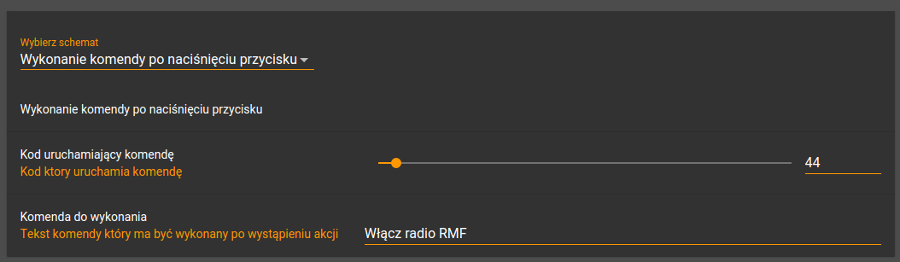 Wybierz schemat
Wykonanie komendy po naciśnięciu przycisku
Wykonanie komendy po naciśnięciu przycisku
Kod uruchamiający komendę
Kod ktory uruchamia komendę
44
Komenda do wykonania
Tekst komendy który ma być wykonany po wystąpieniu akcji
Włącz radio RMF